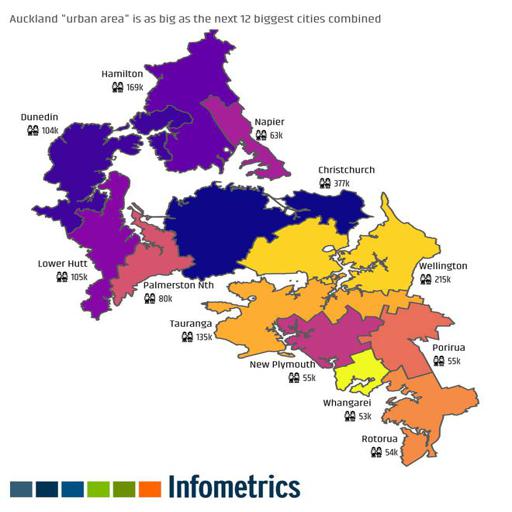 Auckland "urban area" is as big as the next 12 biggest cities combined
Hamilton
169k
Dunedin
104k
Napier
63k
Christchurch
377k
Lower Hutt
105k
Palmerston Nth
80k
Wellington
215k
Tauranga
135k
New Plymouth
55k
Porirua
55k
Whangarei
53k
Rotorua
54k
Infometrics